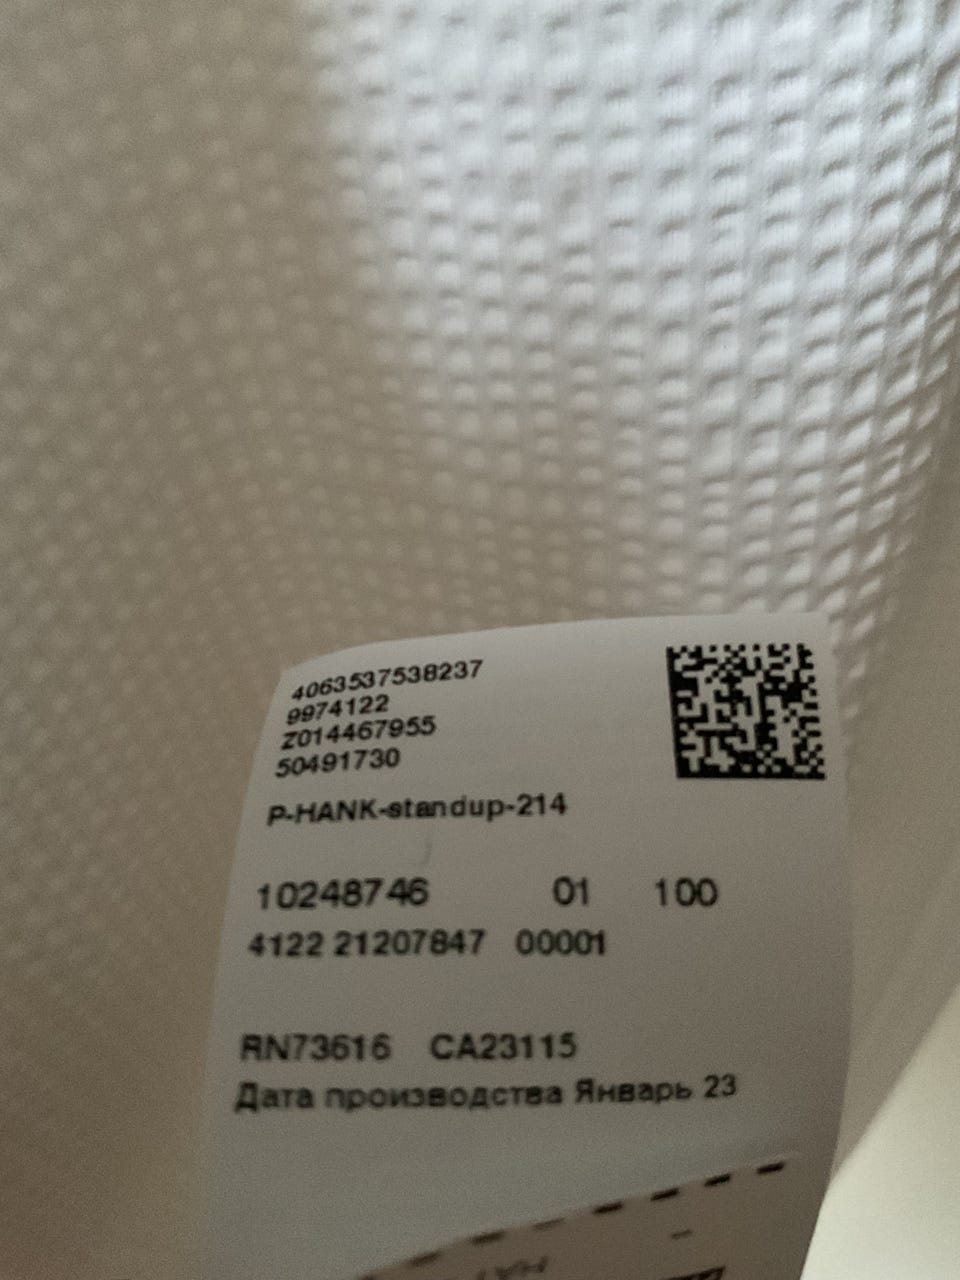 4063537538237
9974122
Z014467955
50491730
P-HANK-standup-214
10248746 01 100
4122 21207847 00001
RN73616 CA23115
Дата производства Январь 23